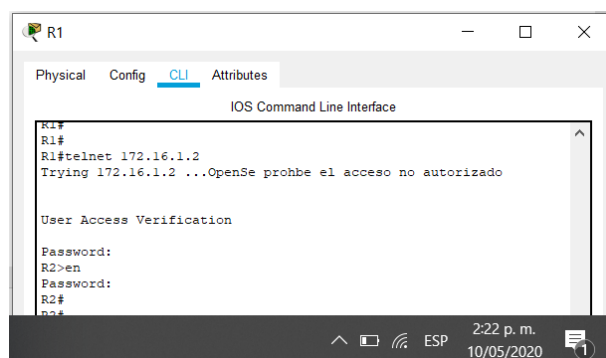 R1
Physical Config CLI Attributes
IOS Command Line Interface
R1#
R1#
R1#telnet 172.16.1.2
Trying 172.16.1.2 ...OpenSe prohbe el acceso no autorizado
User Access Verification
Password:
R2>en
Password:
R2#
R2#
ESP
2:22 p. m.
10/05/2020
1